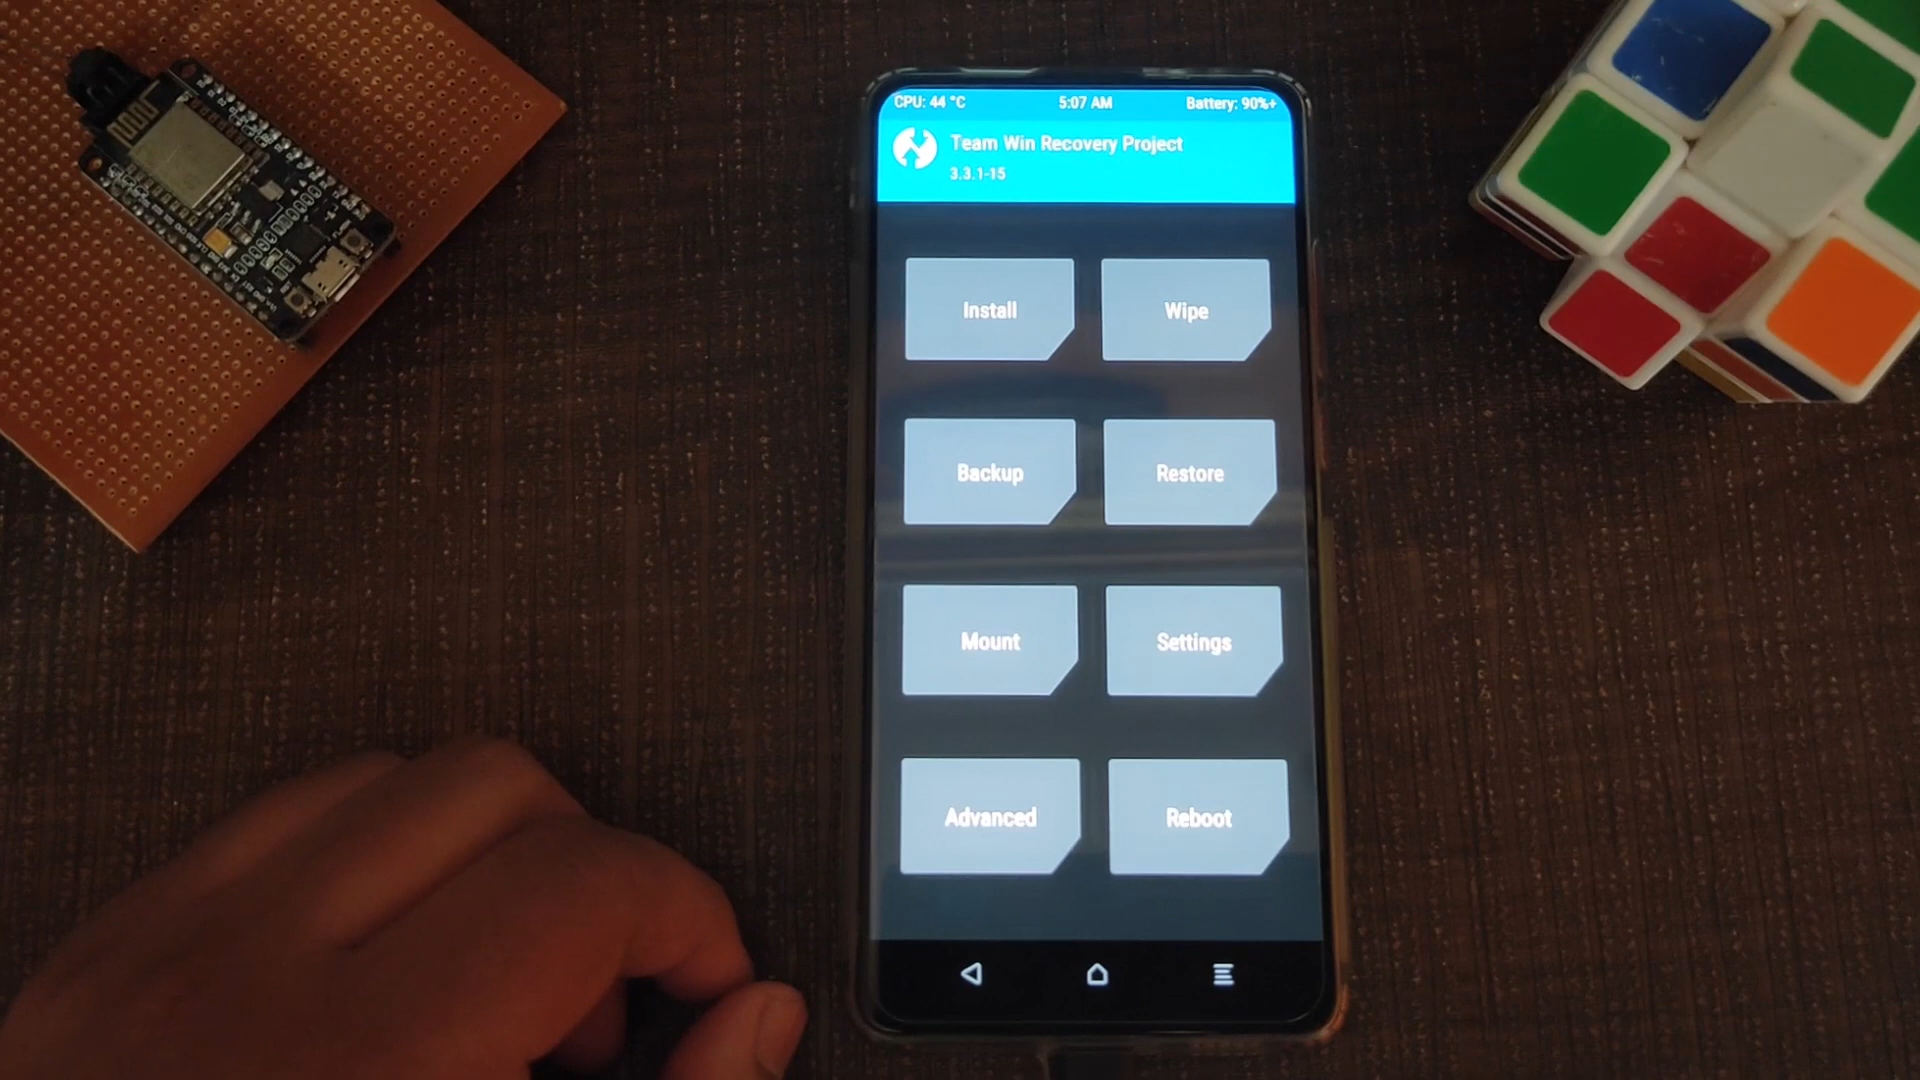 CPU: 44 °C 5:07 AM Battery: 90%+
Team Win Recovery Project
3.3.1-15
Install Wipe
Backup Restore
Mount Settings
Advanced Reboot